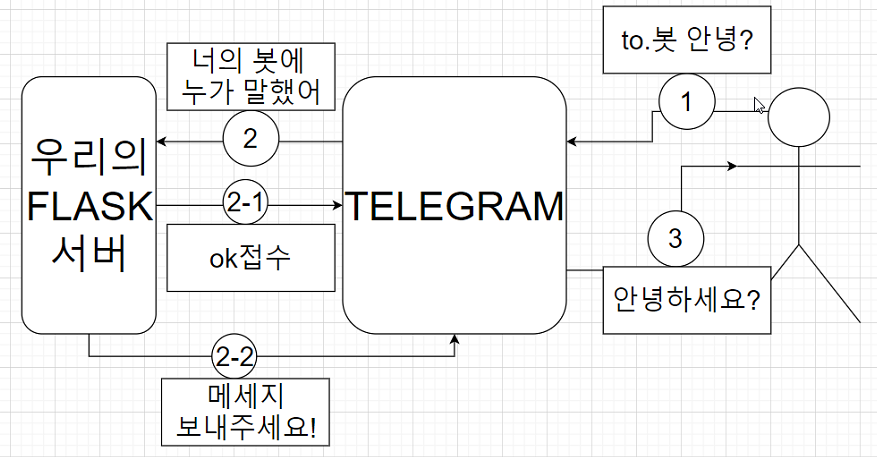 to.봇 안녕?
1
너의 봇에
누가 말했어
2
우리의
FLASK
서버
2-1
ok접수
TELEGRAM
3
안녕하세요?
2-2
메세지
보내주세요!